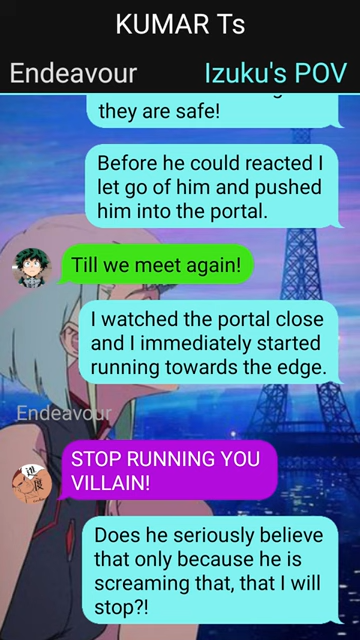 KUMAR Ts
Endeavour
Izuku's POV
they are safe!
Before he could reacted I
let go of him and pushed
him into the portal.
Till we meet again!
I watched the portal close
and I immediately started
running towards the edge.
Endeavour
STOP RUNNING YOU
VILLAIN!
Does he seriously believe
that only because he is
screaming that, that I will
stop?!